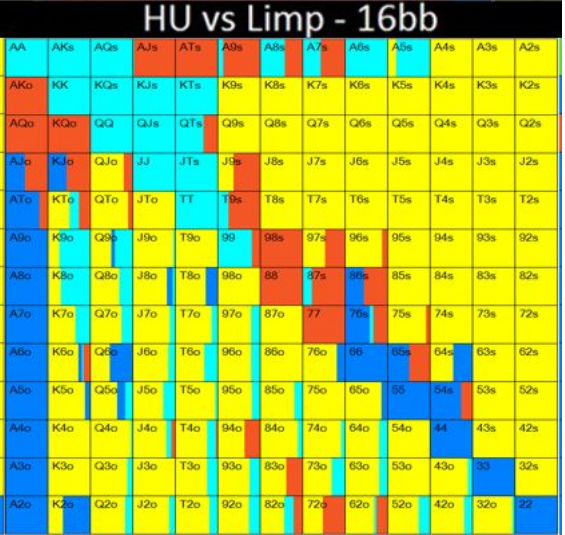 HU vs Limp - 16bb
AA AKs AQs AJs ATs A9s A8s A7s A6s A5s A4s A3s A2s
AKo KK KQs KJs KTs K9s K8s K7s K6s K5s K4s K3s K2s
AQo KQo QQ QJs QTs Q9s Q8s Q7s Q6s Q5s Q4s Q3s Q2s
AJo KJo QJo JJ JTs J9s J8s J7s J6s J5s J4s J3s J2s
ATo KTo QTo JTo TT T9s T8s T7s T6s T5s T4s T3s T2s
A9o K9o Q9o J9o T9o 99 98s 97s 96s 95s 94s 93s 92s
A8o K8o Q8o J8o T8o 98o 88 87s 86s 85s 84s 83s 82s
A7o K7o Q7o J7o T7o 97o 87o 77 76s 75s 74s 73s 72s
A6o K6o Q6o J6o T6o 96o 86o 76o 66 65s 64s 63s 62s
A5o K5o Q5o J5o T5o 95o 85o 75o 65o 55 54s 53s 52s
A4o K4o Q4o J4o T4o 94o 84o 74o 64o 54o 44 43s 42s
A3o K3o Q3o J3o T3o 93o 83o 73o 63o 53o 43o 33 32s
A2o K2o Q2o J2o T2o 92o 82o 72o 62o 52o 42o 32o 22